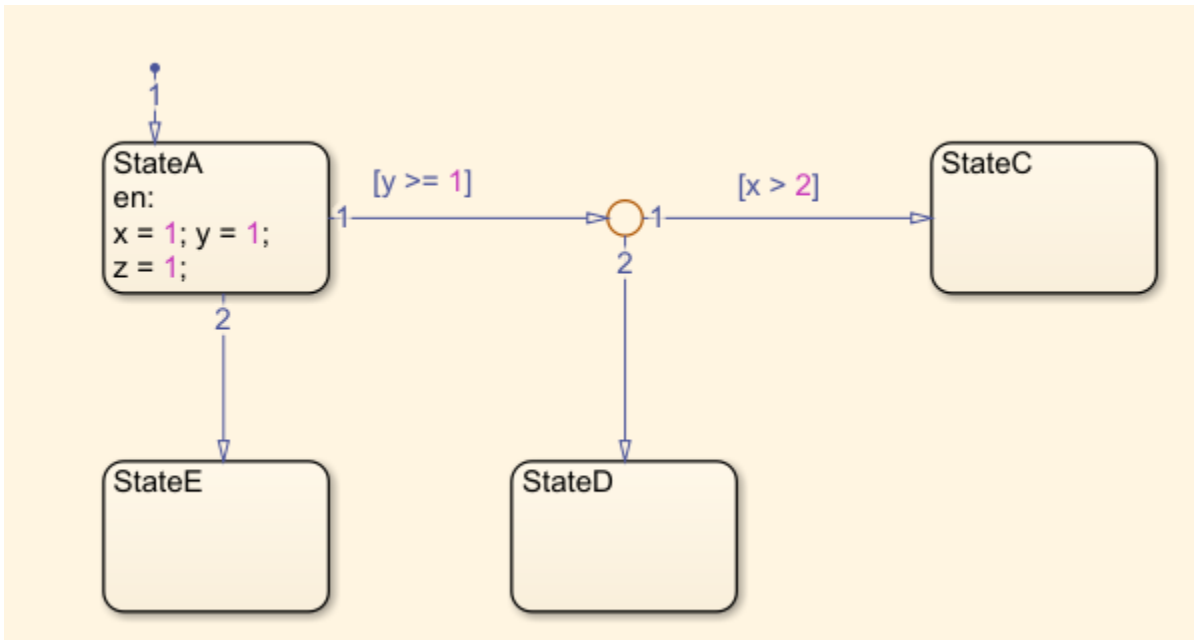 1
StateA
en:
x = 1; y = 1;
z = 1;
1
[y >= 1]
1
[x > 2]
StateC
2
2
StateE
StateD